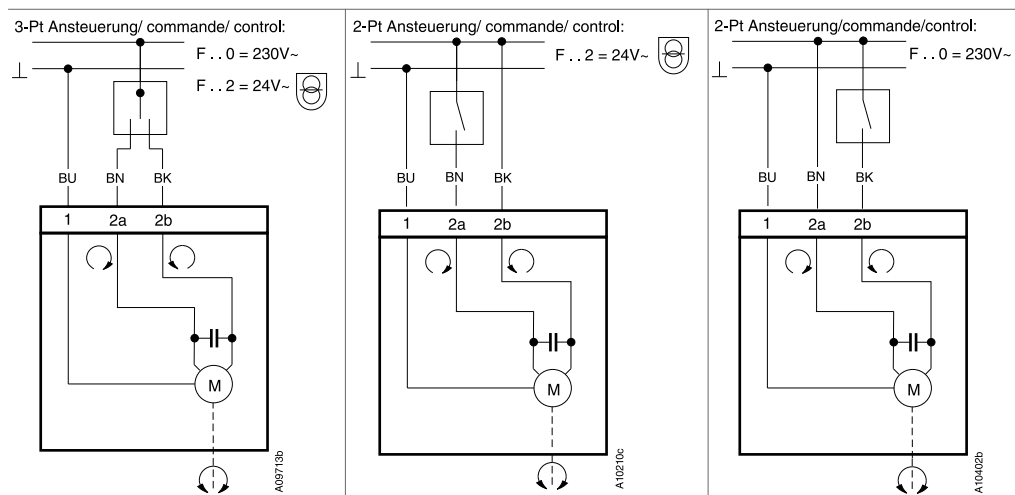 3-Pt Ansteuerung/ commande/ control:
F . . 0 = 230V~
F . . 2 = 24V~
⊥
BU BN BK
1 2a 2b
M
A09713b
2-Pt Ansteuerung/ commande/ control:
F . . 2 = 24V~
⊥
BU BN BK
1 2a 2b
M
A10210c
2-Pt Ansteuerung/commande/control:
F . . 0 = 230V~
⊥
BU BN BK
1 2a 2b
M
A10402b